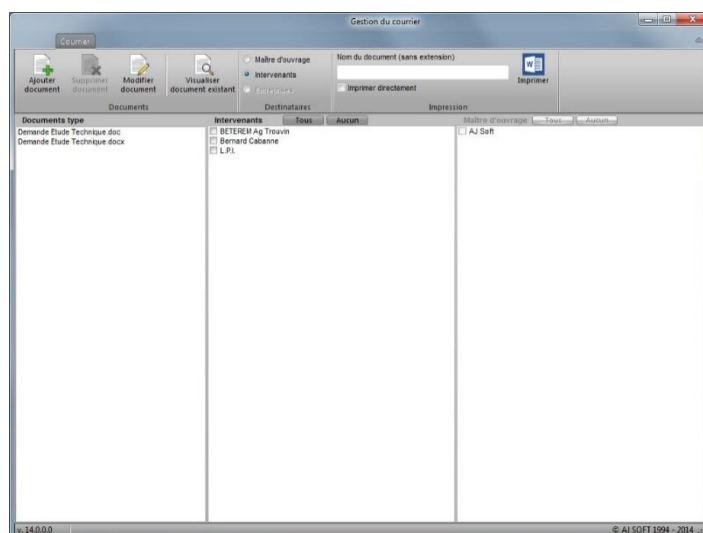 Gestion du courrier
Courrier
Ajouter document
Supprimer document
Modifier document
Visualiser document existant
Documents
Maître d'ouvrage
Intervenants
Entreprises
Destinataires
Nom du document (sans extension)
Imprimer directement
Imprimer
Impression
Documents type
Demande Etude Technique.doc
Demande Etude Technique.docx
Intervenants Tous Aucun
BETEREM Ag Trouvin
Bernard Cabanne
L.P.I.
Maître d'ouvrage Tous Aucun
AJ Soft
v. 14.0.0.0
© AJ SOFT 1994 - 2014